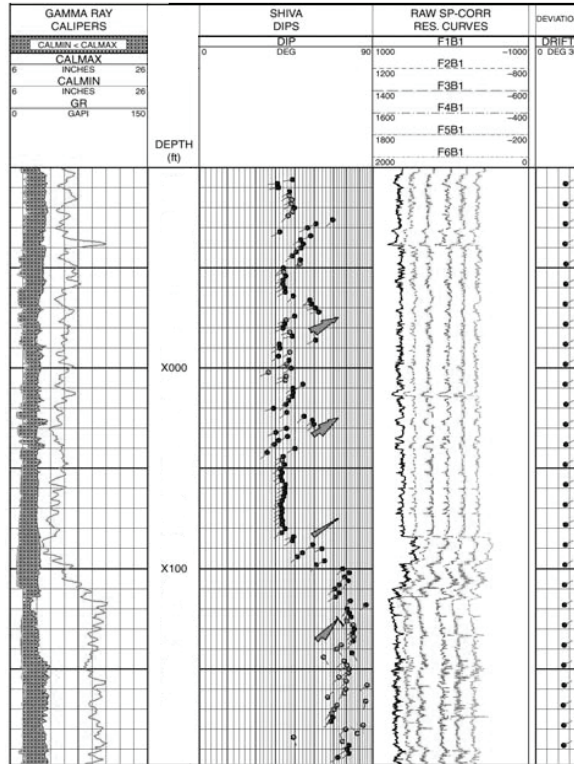 GAMMA RAY
CALIPERS
CALMIN < CALMAX
CALMAX
6 INCHES 26
CALMIN
6 INCHES 26
GR
0 GAPI 150
DEPTH
(ft)
SHIVA
DIPS
DIP
0 DEG 90
RAW SP-CORR
RES. CURVES
F1B1
1000 -1000
F2B1
1200 -800
F3B1
1400 -600
F4B1
1600 -400
F5B1
1800 -200
F6B1
2000 0
DEVIATIO
DRIFT
0 DEG 3
X000
X100